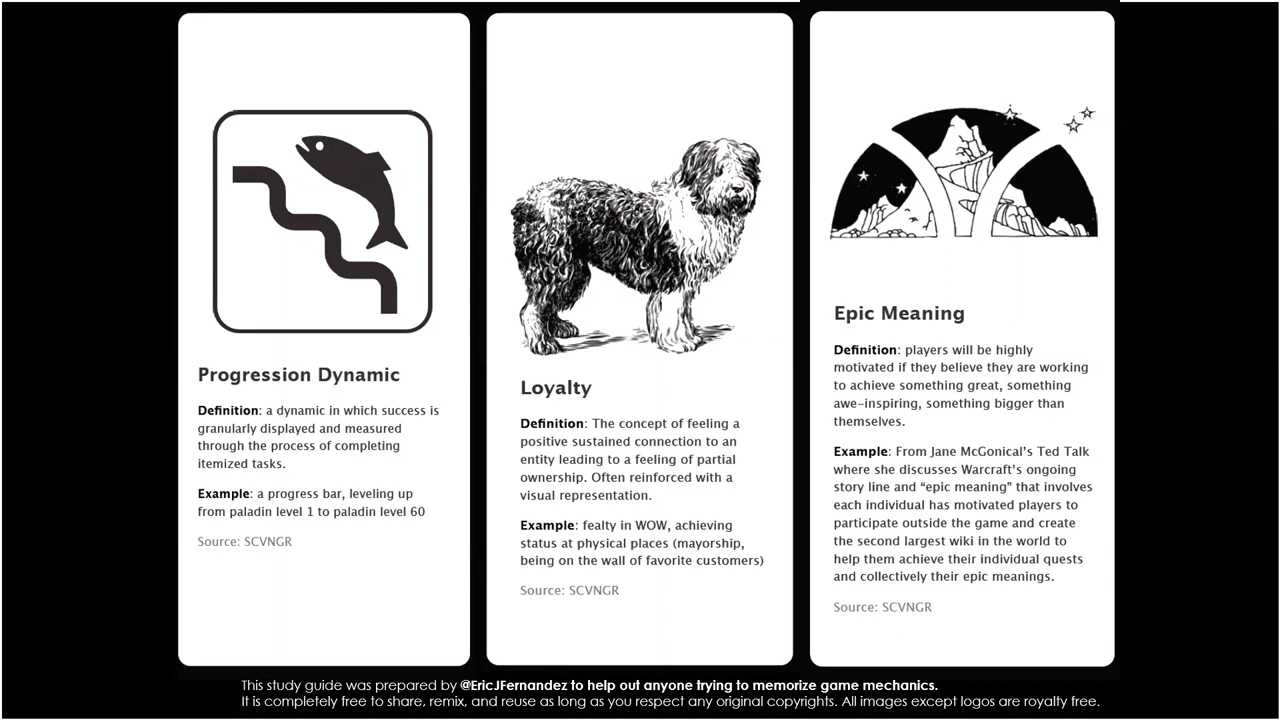 Progression Dynamic
Definition: a dynamic in which success is
granularly displayed and measured
through the process of completing
itemized tasks.
Example: a progress bar, leveling up
from paladin level 1 to paladin level 60
Source: SCVNGR
Loyalty
Definition: The concept of feeling a
positive sustained connection to an
entity leading to a feeling of partial
ownership. Often reinforced with a
visual representation.
Example: fealty in WOW, achieving
status at physical places (mayorship,
being on the wall of favorite customers)
Source: SCVNGR
Epic Meaning
Definition: players will be highly
motivated if they believe they are working
to achieve something great, something
awe-inspiring, something bigger than
themselves.
Example: From Jane McGonical's Ted Talk
where she discusses Warcraft's ongoing
story line and "epic meaning" that involves
each individual has motivated players to
participate outside the game and create
the second largest wiki in the world to
help them achieve their individual quests
and collectively their epic meanings.
Source: SCVNGR
This study guide was prepared by @EricJFernandez to help out anyone trying to memorize game mechanics.
It is completely free to share, remix, and reuse as long as you respect any original copyrights. All images except logos are royalty free.